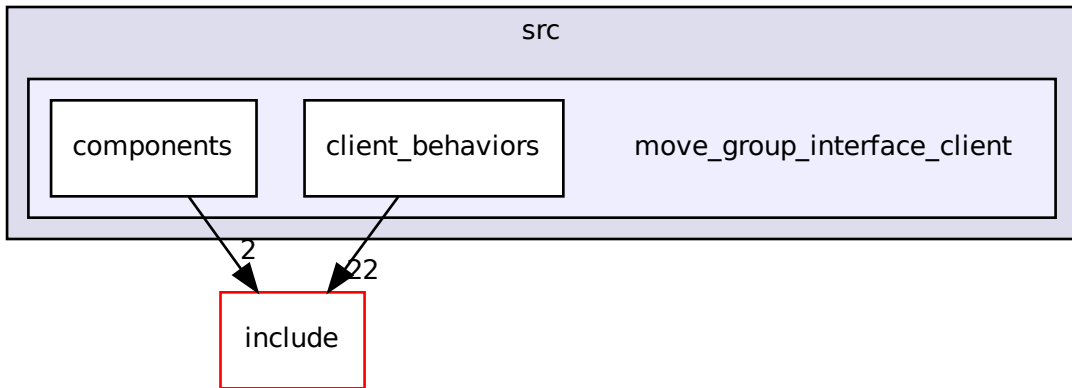 src
components
client_behaviors
move_group_interface_client
2
22
include